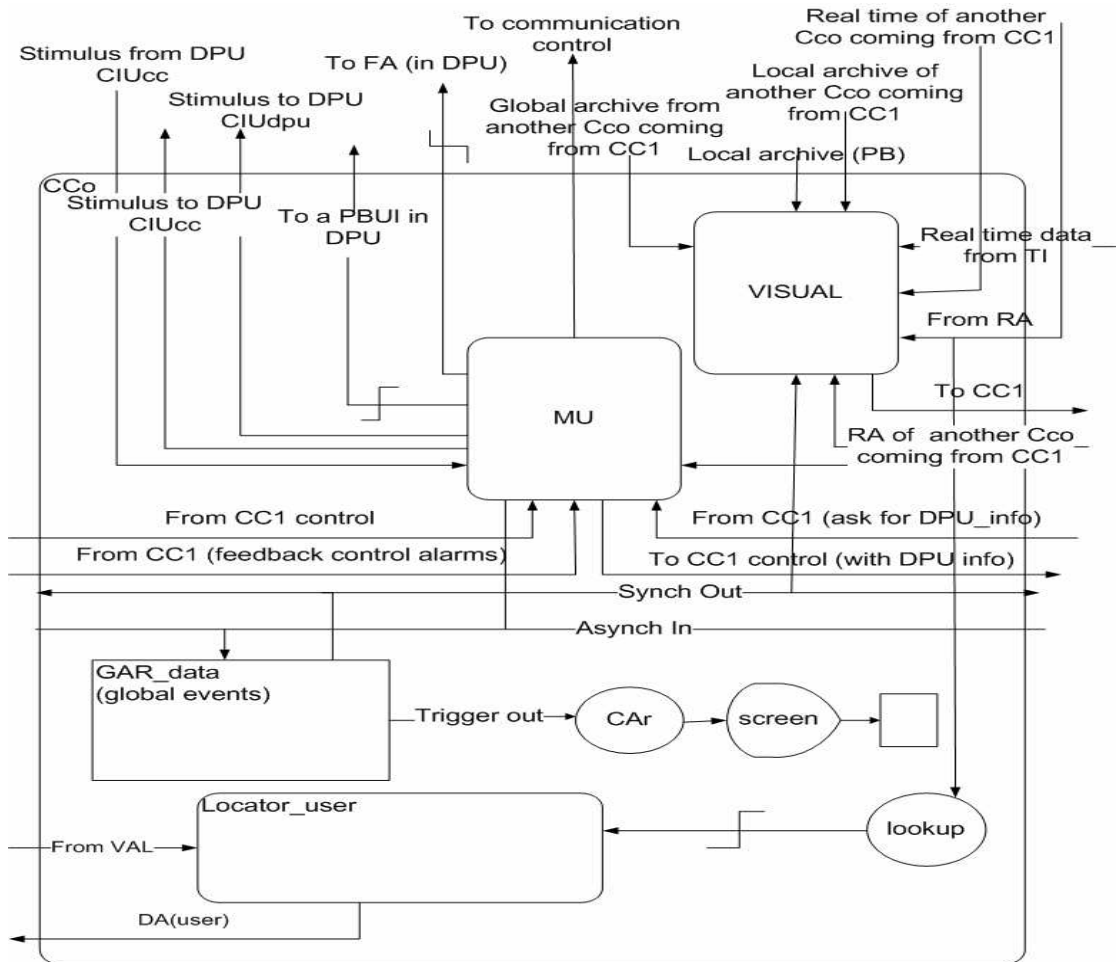 To communication
control
Real time of another
Cco coming from CC1
Stimulus from DPU
CIUcc
To FA (in DPU)
Stimulus to DPU
CIUdpu
Global archive from
another Cco coming
from CC1
Local archive of
another Cco coming
from CC1
Local archive (PB)
CCo
Stimulus to DPU
CIUcc
To a PBUI in
DPU
Real time data
from TI
VISUAL
From RA
To CC1
MU
RA of another Cco
coming from CC1
From CC1 control
From CC1 (ask for DPU_info)
From CC1 (feedback control alarms)
To CC1 control (with DPU info)
Synch Out
Asynch In
GAR_data
(global events)
Trigger out
CAr
screen
Locator_user
lookup
From VAL
DA(user)